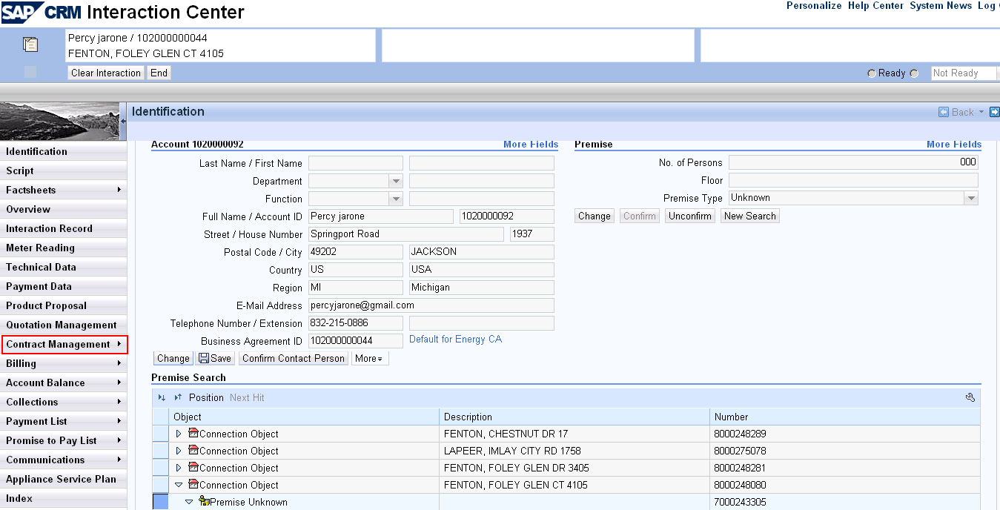 SAP CRM Interaction Center
Personalize Help Center System News Log
Percy jarone / 102000000044
FENTON, FOLEY GLEN CT 4105
Clear Interaction End
Ready Not Ready
Identification
Back
Identification
Script
Factsheets
Overview
Interaction Record
Meter Reading
Technical Data
Payment Data
Product Proposal
Quotation Management
Contract Management
Billing
Account Balance
Collections
Payment List
Promise to Pay List
Communications
Appliance Service Plan
Index
Account 1020000092 More Fields
Last Name / First Name
Department
Function
Full Name / Account ID Percy jarone 1020000092
Street / House Number Springport Road 1937
Postal Code / City 49202 JACKSON
Country US USA
Region MI Michigan
E-Mail Address percyjarone@gmail.com
Telephone Number / Extension 832-215-0886
Business Agreement ID 102000000044 Default for Energy CA
Change Save Confirm Contact Person More
Premise More Fields
No. of Persons 000
Floor
Premise Type Unknown
Change Confirm Unconfirm New Search
Premise Search
Position Next Hit
Object Description Number
Connection Object FENTON, CHESTNUT DR 17 8000248289
Connection Object LAPEER, IMLAY CITY RD 1758 8000275078
Connection Object FENTON, FOLEY GLEN DR 3405 8000248281
Connection Object FENTON, FOLEY GLEN CT 4105 8000248080
Premise Unknown 7000243305